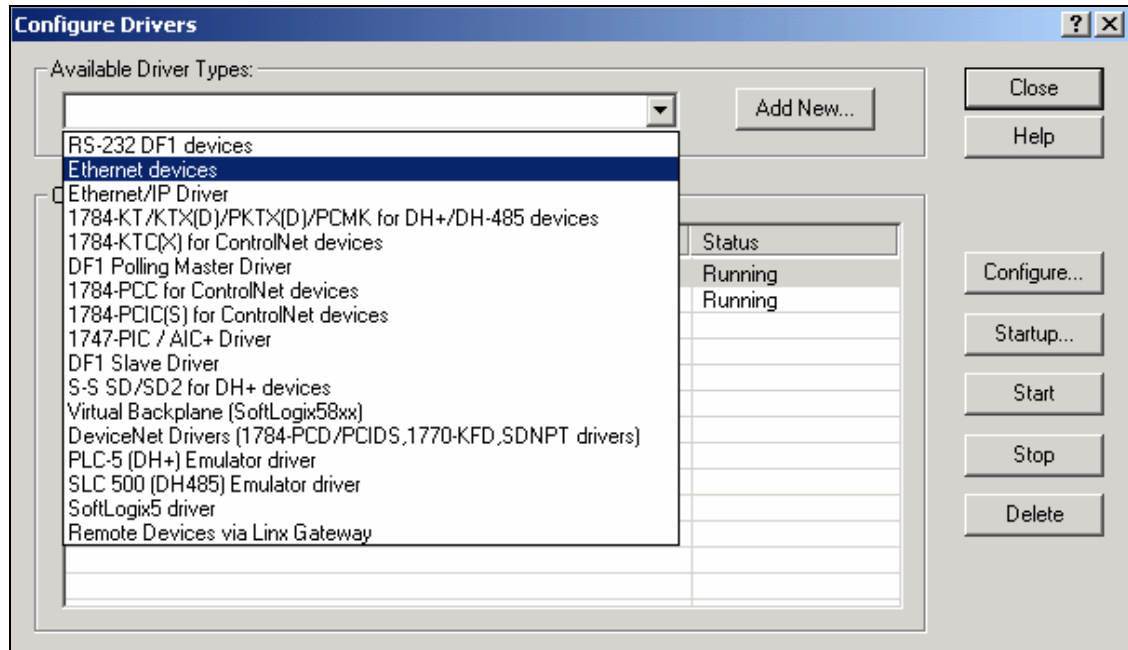 Configure Drivers
Available Driver Types:
Add New...
Close
Help
RS-232 DF1 devices
Ethernet devices
Ethernet/IP Driver
1784-KT/KTX(D)/PKTX(D)/PCMK for DH+/DH-485 devices
1784-KTC(X) for ControlNet devices
DF1 Polling Master Driver
1784-PCC for ControlNet devices
1784-PCIC(S) for ControlNet devices
1747-PIC / AIC+ Driver
DF1 Slave Driver
S-S SD/SD2 for DH+ devices
Virtual Backplane (SoftLogix58xx)
DeviceNet Drivers (1784-PCD/PCIDS,1770-KFD,SDNPT drivers)
PLC-5 (DH+) Emulator driver
SLC 500 (DH485) Emulator driver
SoftLogix5 driver
Remote Devices via Linx Gateway
Status
Running
Running
Configure...
Startup...
Start
Stop
Delete